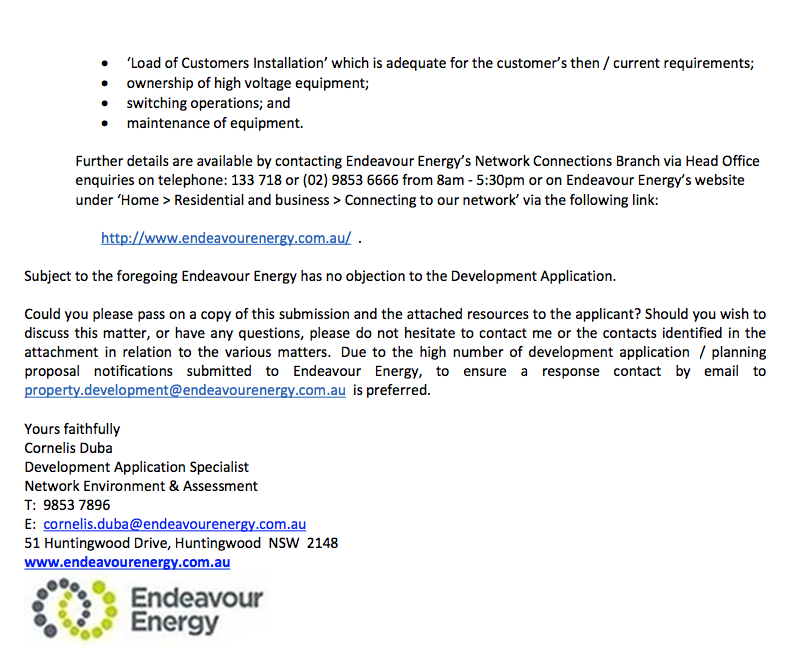 • ‘Load of Customers Installation’ which is adequate for the customer’s then / current requirements;
• ownership of high voltage equipment;
• switching operations; and
• maintenance of equipment.
Further details are available by contacting Endeavour Energy’s Network Connections Branch via Head Office
enquiries on telephone: 133 718 or (02) 9853 6666 from 8am - 5:30pm or on Endeavour Energy’s website
under ‘Home > Residential and business > Connecting to our network’ via the following link:
http://www.endeavourenergy.com.au/ .
Subject to the foregoing Endeavour Energy has no objection to the Development Application.
Could you please pass on a copy of this submission and the attached resources to the applicant? Should you wish to
discuss this matter, or have any questions, please do not hesitate to contact me or the contacts identified in the
attachment in relation to the various matters. Due to the high number of development application / planning
proposal notifications submitted to Endeavour Energy, to ensure a response contact by email to
property.development@endeavourenergy.com.au is preferred.
Yours faithfully
Cornelis Duba
Development Application Specialist
Network Environment & Assessment
T: 9853 7896
E: cornelis.duba@endeavourenergy.com.au
51 Huntingwood Drive, Huntingwood NSW 2148
www.endeavourenergy.com.au
Endeavour
Energy